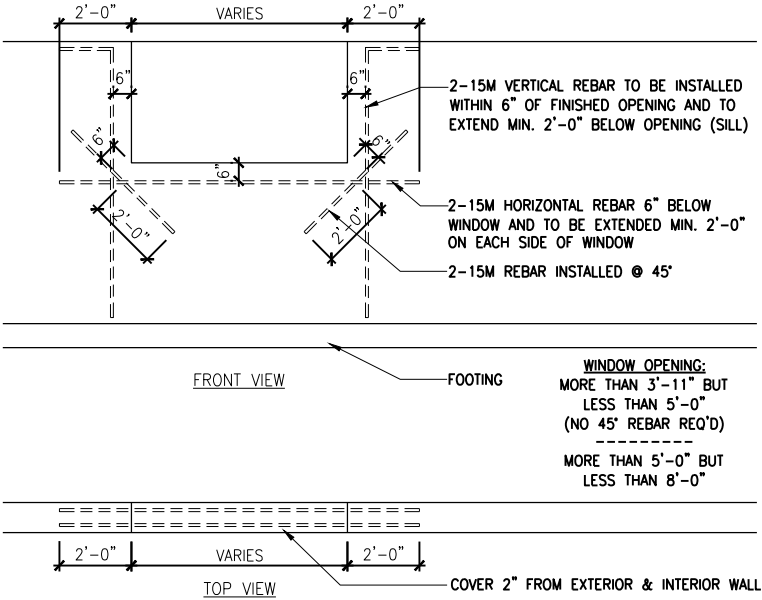 2'-0" VARIES 2'-0"
6" 6"
2-15M VERTICAL REBAR TO BE INSTALLED
WITHIN 6" OF FINISHED OPENING AND TO
EXTEND MIN. 2'-0" BELOW OPENING (SILL)
6" 6" 6"
2'-0" 2'-0"
2-15M HORIZONTAL REBAR 6" BELOW
WINDOW AND TO BE EXTENDED MIN. 2'-0"
ON EACH SIDE OF WINDOW
2-15M REBAR INSTALLED @ 45°
FRONT VIEW
FOOTING
WINDOW OPENING:
MORE THAN 3'-11" BUT
LESS THAN 5'-0"
(NO 45° REBAR REQ'D)
---------
MORE THAN 5'-0" BUT
LESS THAN 8'-0"
2'-0" VARIES 2'-0"
TOP VIEW
COVER 2" FROM EXTERIOR & INTERIOR WALL